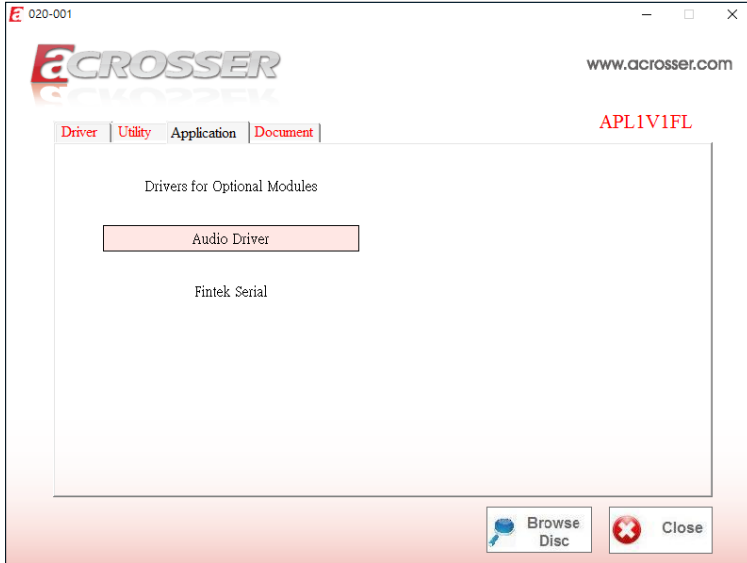 020-001
acrosser
www.acrosser.com
APL1V1FL
Driver Utility Application Document
Drivers for Optional Modules
Audio Driver
Fintek Serial
Browse
Disc
Close